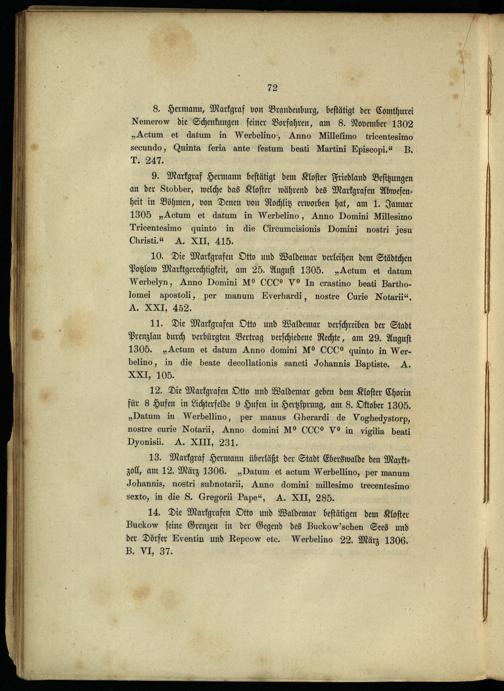 72
8. Hermann, Markgraf von Brandenburg, bestätigt der Comthurei
Nemerow die Schenkungen seiner Vorfahren, am 8. November 1302
„Actum et datum in Werbelino, Anno Millesimo tricentesimo
secundo, Quinta feria ante festum beati Martini Episcopi.“ B.
T. 247.
9. Markgraf Hermann bestätigt dem Kloster Friedland Besitzungen
an der Stobber, welche das Kloster während des Markgrafen Abwesen-
heit in Böhmen, von Denen von Rochlitz erworben hat, am 1. Januar
1305 „Actum et datum in Werbelino, Anno Domini Millesimo
Tricentesimo quinto in die Circumcisionis Domini nostri jesu
Christi.“ A. XII, 415.
10. Die Markgrafen Otto und Waldemar verleihen dem Städtchen
Potzlow Marktgerechtigkeit, am 25. August 1305. „Actum et datum
Werbelyn, Anno Domini Mº CCCº Vº In crastino beati Bartho-
lomei apostoli, per manum Everhardi, nostre Curie Notarii“.
A. XXI, 452.
11. Die Markgrafen Otto und Waldemar verschreiben der Stadt
Prenzlau durch verbürgten Vertrag verschiedene Rechte, am 29. August
1305. „Actum et datum Anno domini Mº CCCº quinto in Wer-
belino, in die beate decollationis sancti Johannis Baptiste. A.
XXI, 105.
12. Die Markgrafen Otto und Waldemar geben dem Kloster Chorin
für 8 Hufen in Lichterfelde 9 Hufen in Hertzsprung, am 8. Oktober 1305.
„Datum in Werbellino, per manus Gherardi de Voghedystorp,
nostre curie Notarii, Anno domini Mº CCCº Vº in vigilia beati
Dyonisii. A. XIII, 231.
13. Markgraf Hermann überläßt der Stadt Eberswalde den Markt-
zoll, am 12. März 1306. „Datum et actum Werbellino, per manum
Johannis, nostri subnotarii, Anno domini millesimo trecentesimo
sexto, in die S. Gregorii Pape“, A. XII, 285.
14. Die Markgrafen Otto und Waldemar bestätigen dem Kloster
Buckow seine Grenzen in der Gegend des Buckow'schen Sees und
der Dörfer Eventin und Repcow etc. Werbelino 22. März 1306.
B. VI, 37.